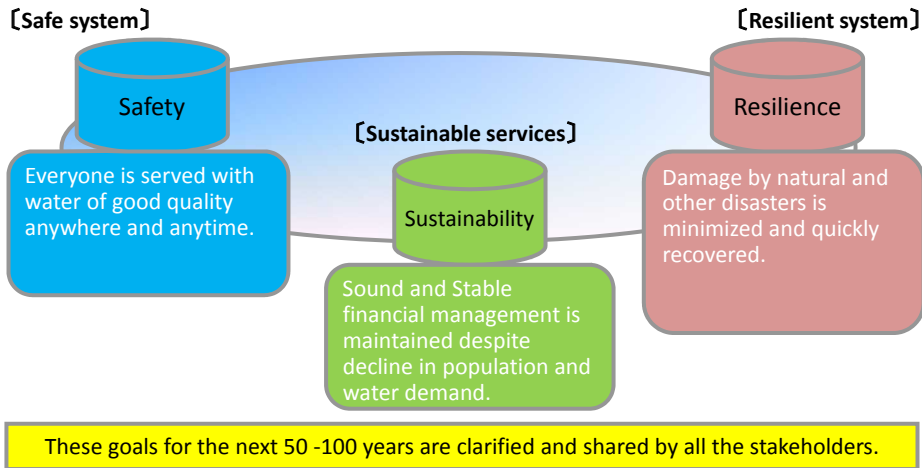 〔Safe system〕
Safety
Everyone is served with
water of good quality
anywhere and anytime.
〔Sustainable services〕
Sustainability
Sound and Stable
financial management is
maintained despite
decline in population and
water demand.
〔Resilient system〕
Resilience
Damage by natural and
other disasters is
minimized and quickly
recovered.
These goals for the next 50 -100 years are clarified and shared by all the stakeholders.